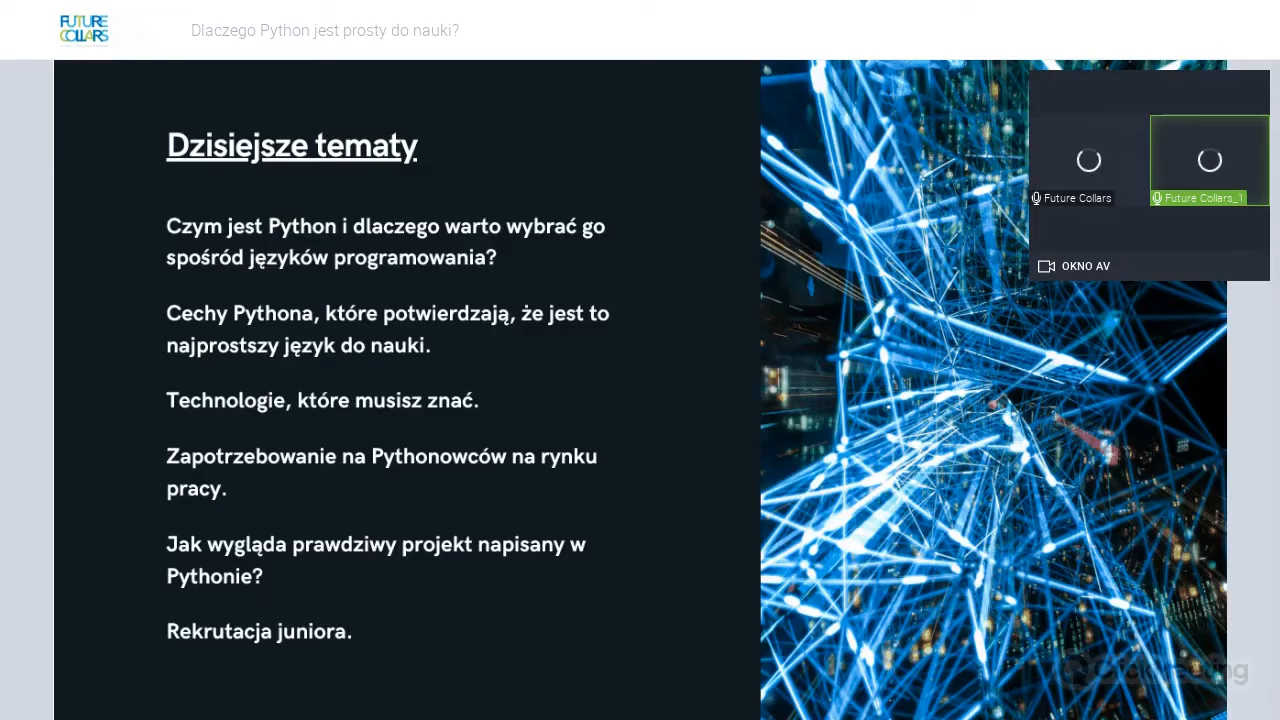 FUTURE
COLLARS
Dlaczego Python jest prosty do nauki?
Dzisiejsze tematy
Czym jest Python i dlaczego warto wybrać go
spośród języków programowania?
Cechy Pythona, które potwierdzają, że jest to
najprostszy język do nauki.
Technologie, które musisz znać.
Zapotrzebowanie na Pythonowców na rynku
pracy.
Jak wygląda prawdziwy projekt napisany w
Pythonie?
Rekrutacja juniora.
Future Collars
Future Collars_1
OKNO AV
ClickMeeting